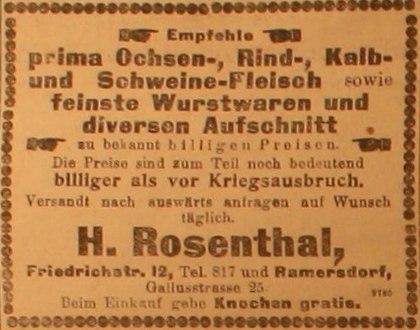 Empfehle
prima Ochsen-, Rind-, Kalb-
und Schweine-Fleisch sowie
feinste Wurstwaren und
diversen Aufschnitt
zu bekannt billigen Preisen.
Die Preise sind zum Teil noch bedeutend
billiger als vor Kriegsausbruch.
Versandt nach auswärts anfragen auf Wunsch
täglich.
H. Rosenthal,
Friedrichstr. 12, Tel. 817 und Ramersdorf,
Gallusstrasse 25
Beim Einkauf gebe Knochen gratis.